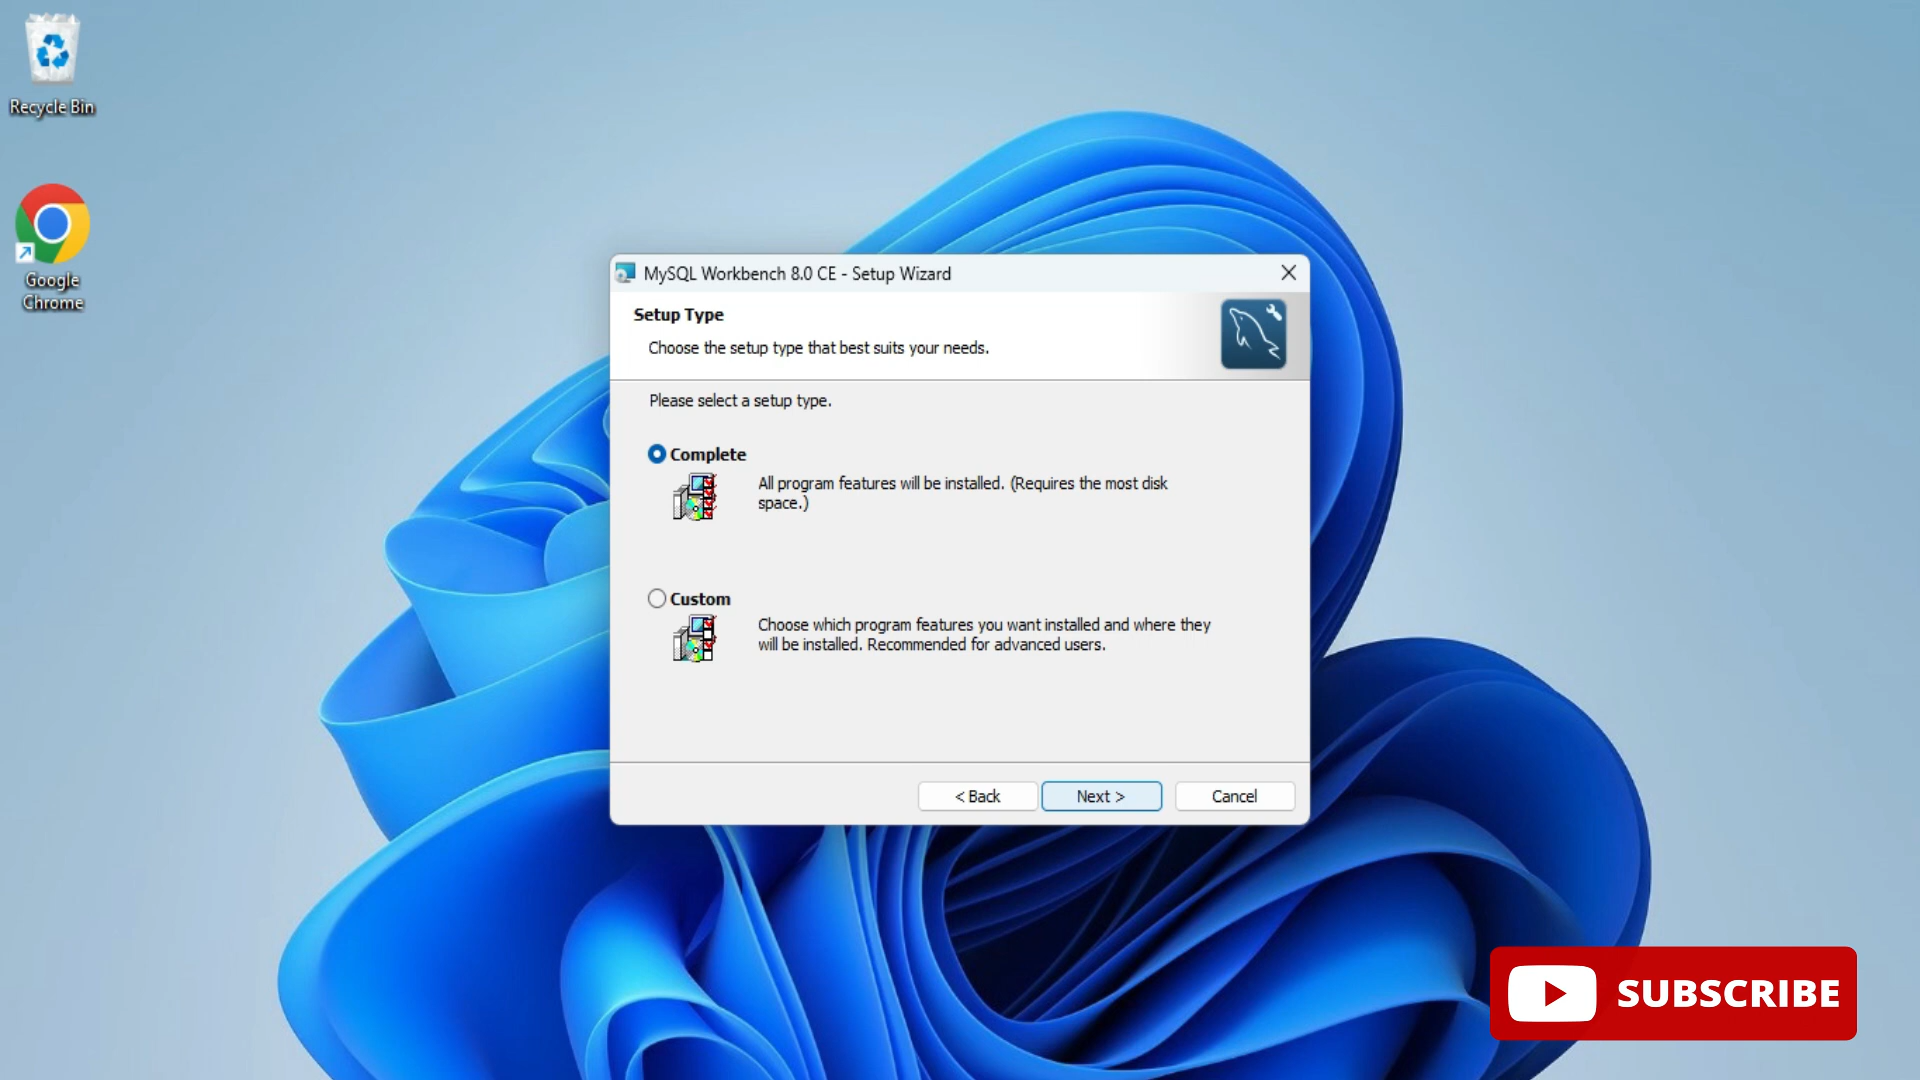 Recycle Bin
Google
Chrome
MySQL Workbench 8.0 CE - Setup Wizard
Setup Type
Choose the setup type that best suits your needs.
Please select a setup type.
Complete
All program features will be installed. (Requires the most disk
space.)
Custom
Choose which program features you want installed and where they
will be installed. Recommended for advanced users.
< Back
Next >
Cancel
SUBSCRIBE